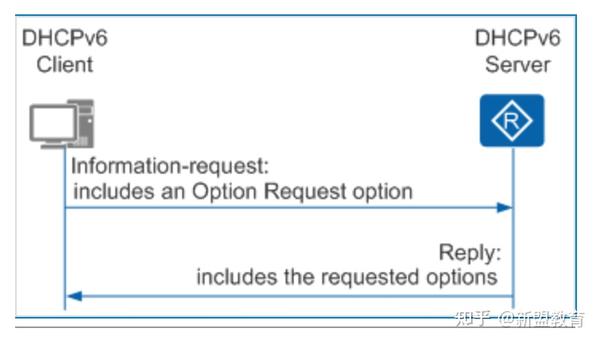 DHCPv6
Client
DHCPv6
Server
R
Information-request:
includes an Option Request option
Reply:
includes the requested options
知乎 @新盟教育